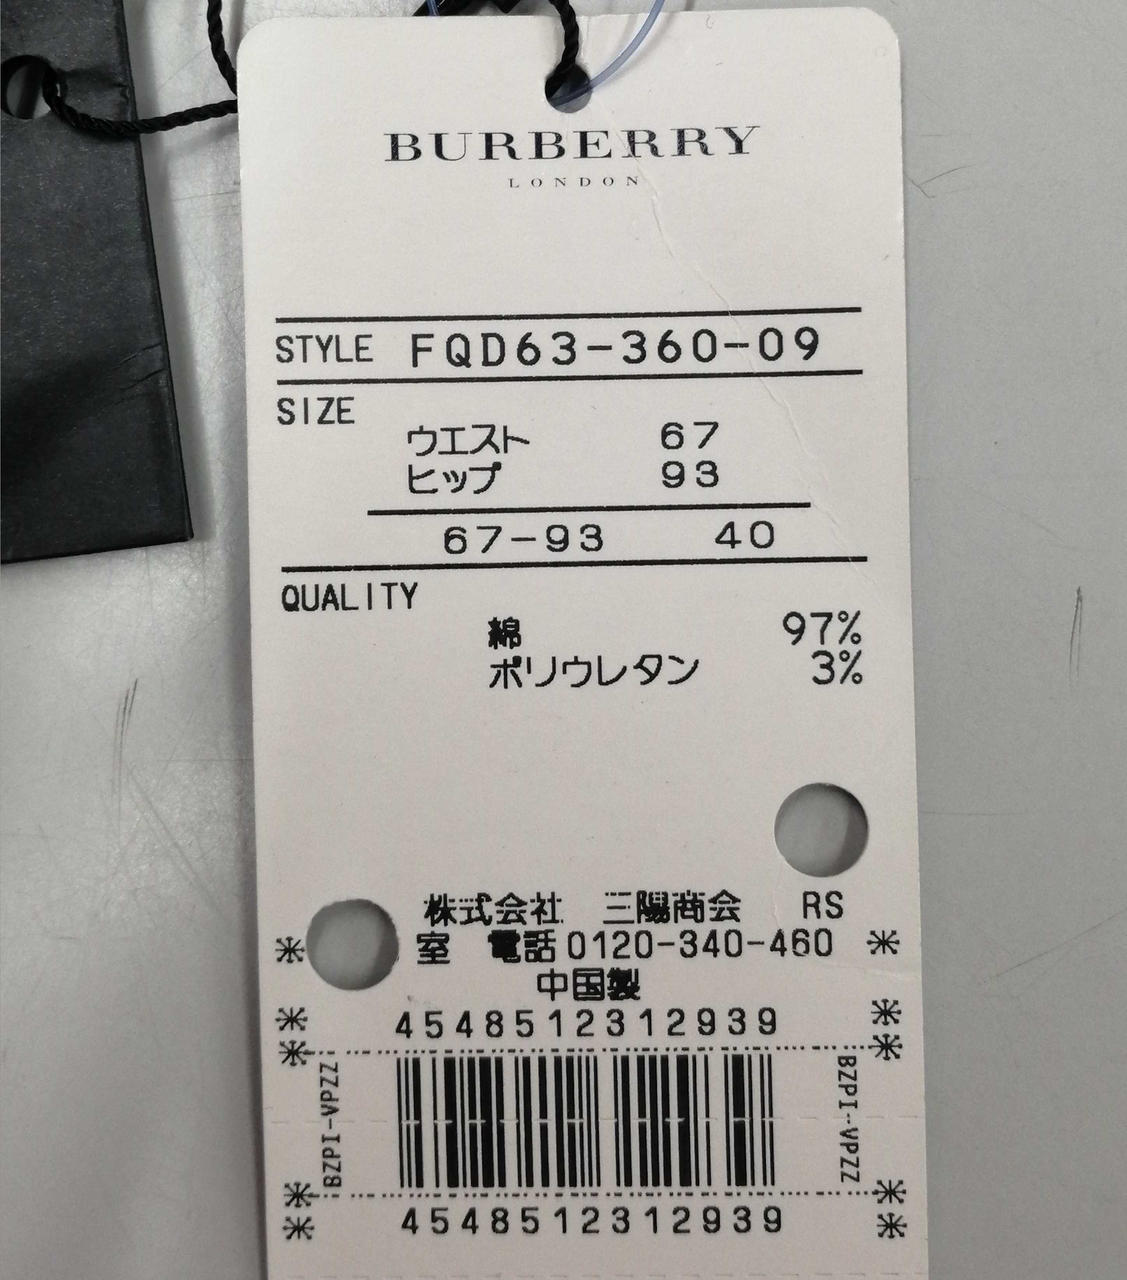 BURBERRY
LONDON
STYLE FQD63-360-09
SIZE
ウエスト 67
ヒップ 93
67-93 40
QUALITY
綿 97%
ポリウレタン 3%
株式会社 三陽商会 RS
* 室 電話0120-340-460 *
中国製
* 4548512312939 *
* *
BZPI-VPZZ BZPI-VPZZ
* *
* 4548512312939 *